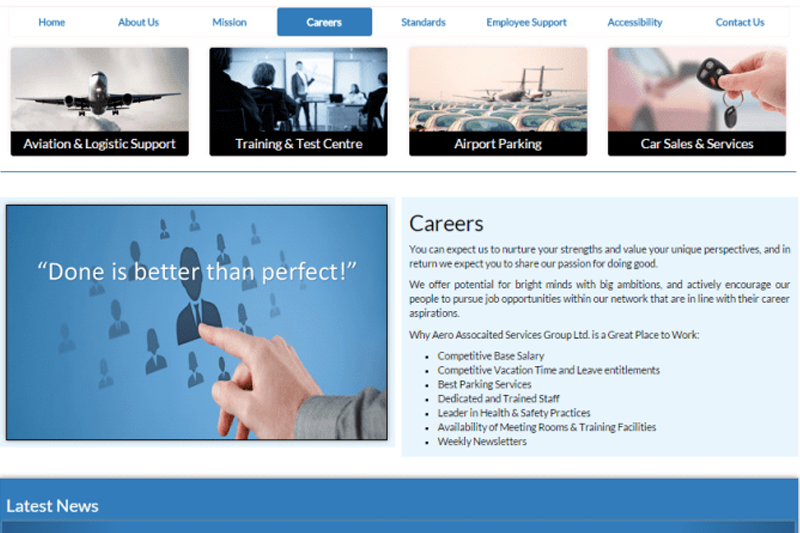 Home About Us Mission Careers Standards Employee Support Accessibility Contact Us
Aviation & Logistic Support Training & Test Centre Airport Parking Car Sales & Services
“Done is better than perfect!”
Careers
You can expect us to nurture your strengths and value your unique perspectives, and in
return we expect you to share our passion for doing good.
We offer potential for bright minds with big ambitions, and actively encourage our
people to pursue job opportunities within our network that are in line with their career
aspirations.
Why Aero Assocaited Services Group Ltd. is a Great Place to Work:
• Competitive Base Salary
• Competitive Vacation Time and Leave entitlements
• Best Parking Services
• Dedicated and Trained Staff
• Leader in Health & Safety Practices
• Availability of Meeting Rooms & Training Facilities
• Weekly Newsletters
Latest News